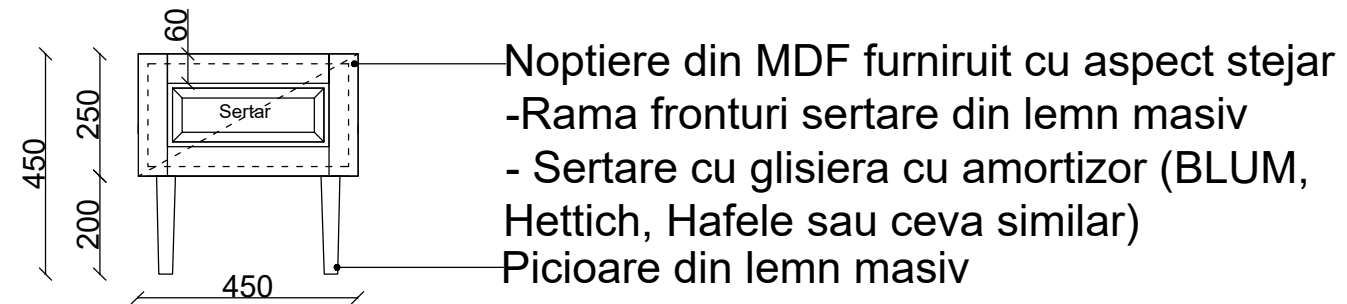 60
Noptiere din MDF furniruit cu aspect stejar
-Rama fronturi sertare din lemn masiv
- Sertare cu glisiera cu amortizor (BLUM,
Hettich, Hafele sau ceva similar)
Picioare din lemn masiv
Sertar
250
450
200
450